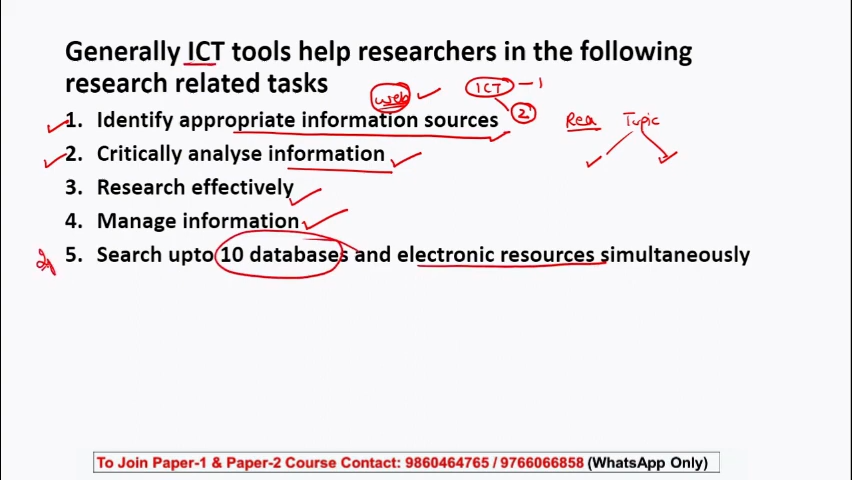 Generally ICT tools help researchers in the following
research related tasks
web ICT - 1
2
1. Identify appropriate information sources
Topic
2. Critically analyse information
3. Research effectively
4. Manage information
5. Search upto 10 databases and electronic resources simultaneously
To Join Paper-1 & Paper-2 Course Contact: 9860464765 / 9766066858 (WhatsApp Only)